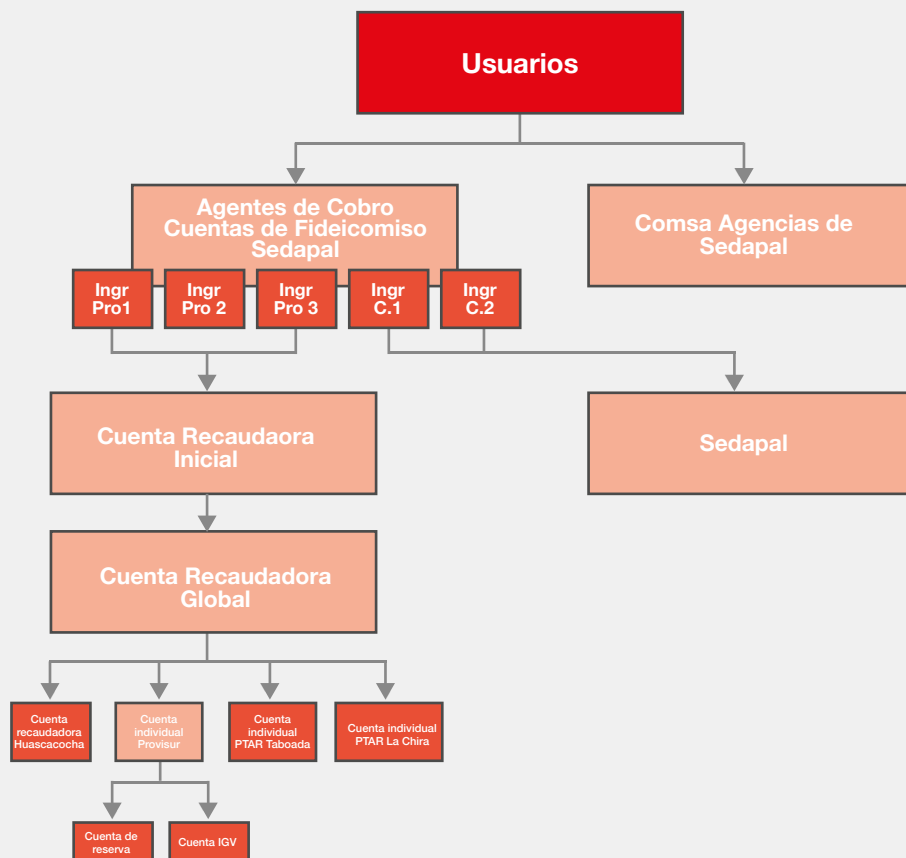 Usuarios
Agentes de Cobro
Cuentas de Fideicomiso
Sedapal
Comsa Agencias de
Sedapal
Ingr
Pro1
Ingr
Pro 2
Ingr
Pro 3
Ingr
C.1
Ingr
C.2
Cuenta Recaudaora
Inicial
Sedapal
Cuenta Recaudadora
Global
Cuenta
recaudadora
Huascacocha
Cuenta
individual
Provisur
Cuenta
individual
PTAR Taboada
Cuenta individual
PTAR La Chira
Cuenta de
reserva
Cuenta IGV